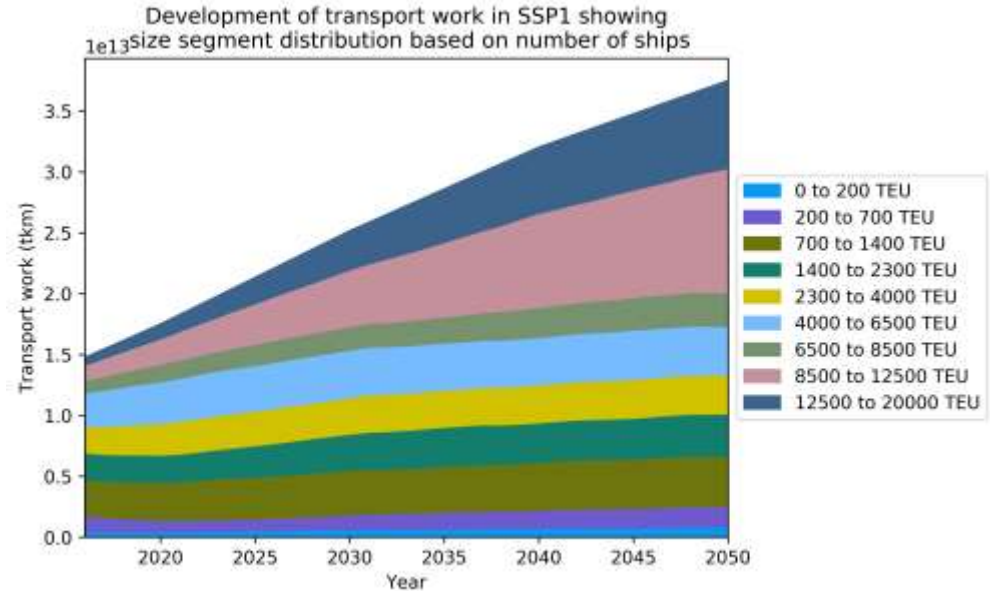 Development of transport work in SSP1 showing
1e13 size segment distribution based on number of ships
3.5
3.0
2.5
2.0
1.5
1.0
0.5
0.0
Transport work (tkm)
2020 2025 2030 2035 2040 2045 2050
Year
0 to 200 TEU
200 to 700 TEU
700 to 1400 TEU
1400 to 2300 TEU
2300 to 4000 TEU
4000 to 6500 TEU
6500 to 8500 TEU
8500 to 12500 TEU
12500 to 20000 TEU